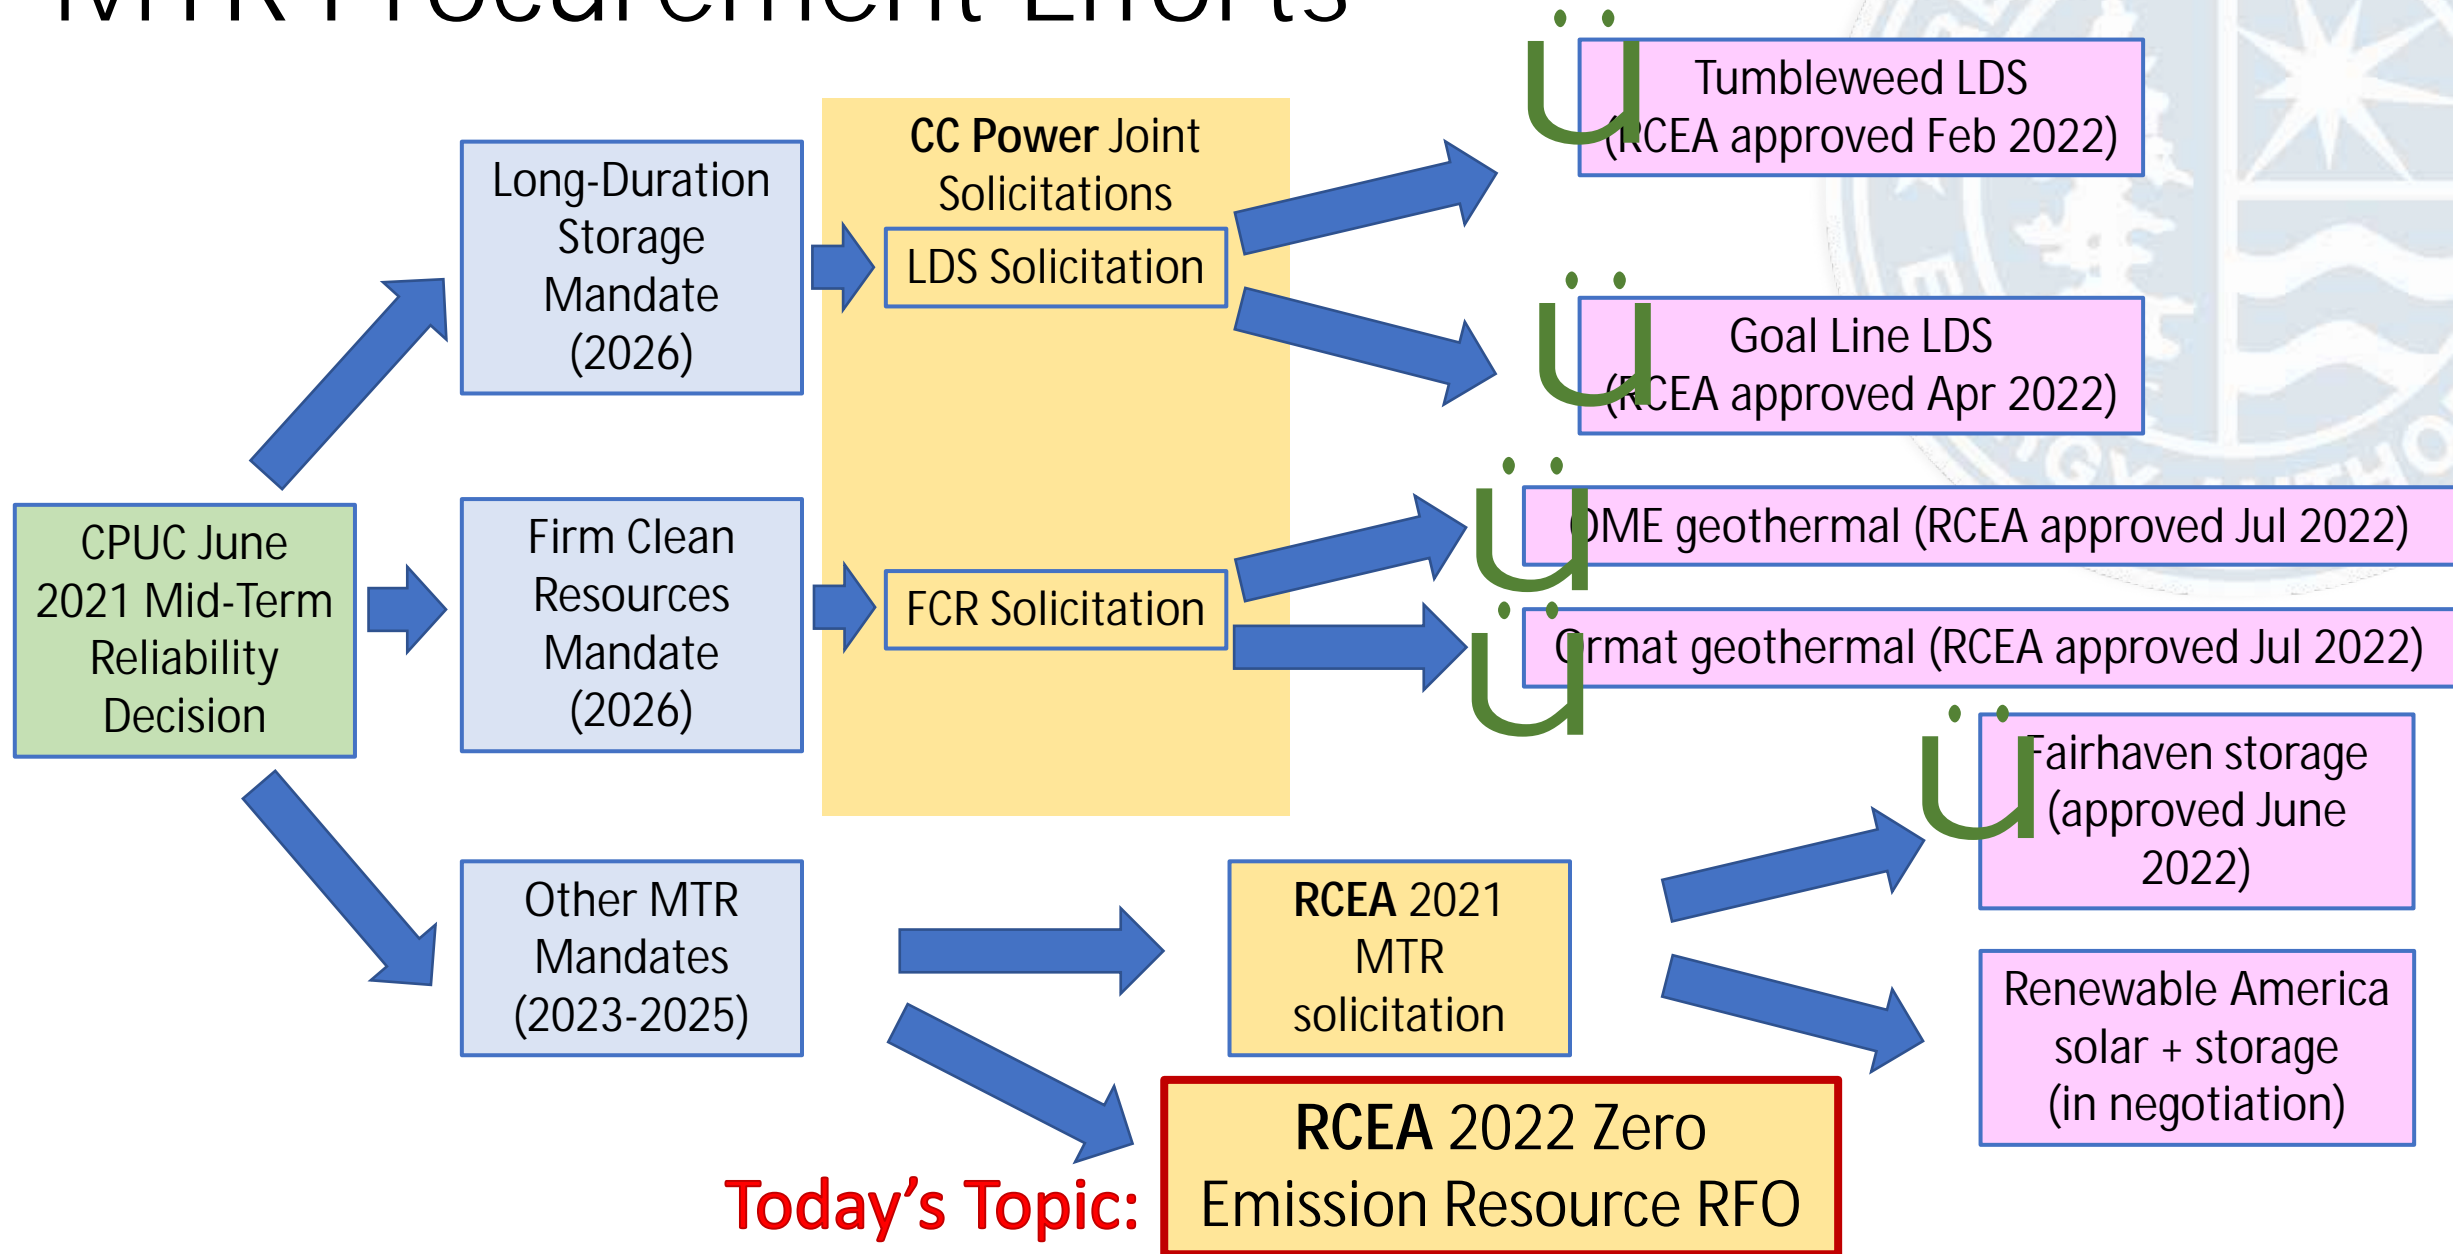 MTR Procurement Efforts
CPUC June
2021 Mid-Term
Reliability
Decision
Long-Duration
Storage
Mandate
(2026)
Firm Clean
Resources
Mandate
(2026)
Other MTR
Mandates
(2023-2025)
CC Power Joint
Solicitations
LDS Solicitation
FCR Solicitation
RCEA 2021
MTR
solicitation
Today's Topic:
RCEA 2022 Zero
Emission Resource RFO
ü
Tumbleweed LDS
(RCEA approved Feb 2022)
ü
Goal Line LDS
(RCEA approved Apr 2022)
ü
OME geothermal (RCEA approved Jul 2022)
ü
Ormat geothermal (RCEA approved Jul 2022)
ü
Fairhaven storage
(approved June
2022)
Renewable America
solar + storage
(in negotiation)